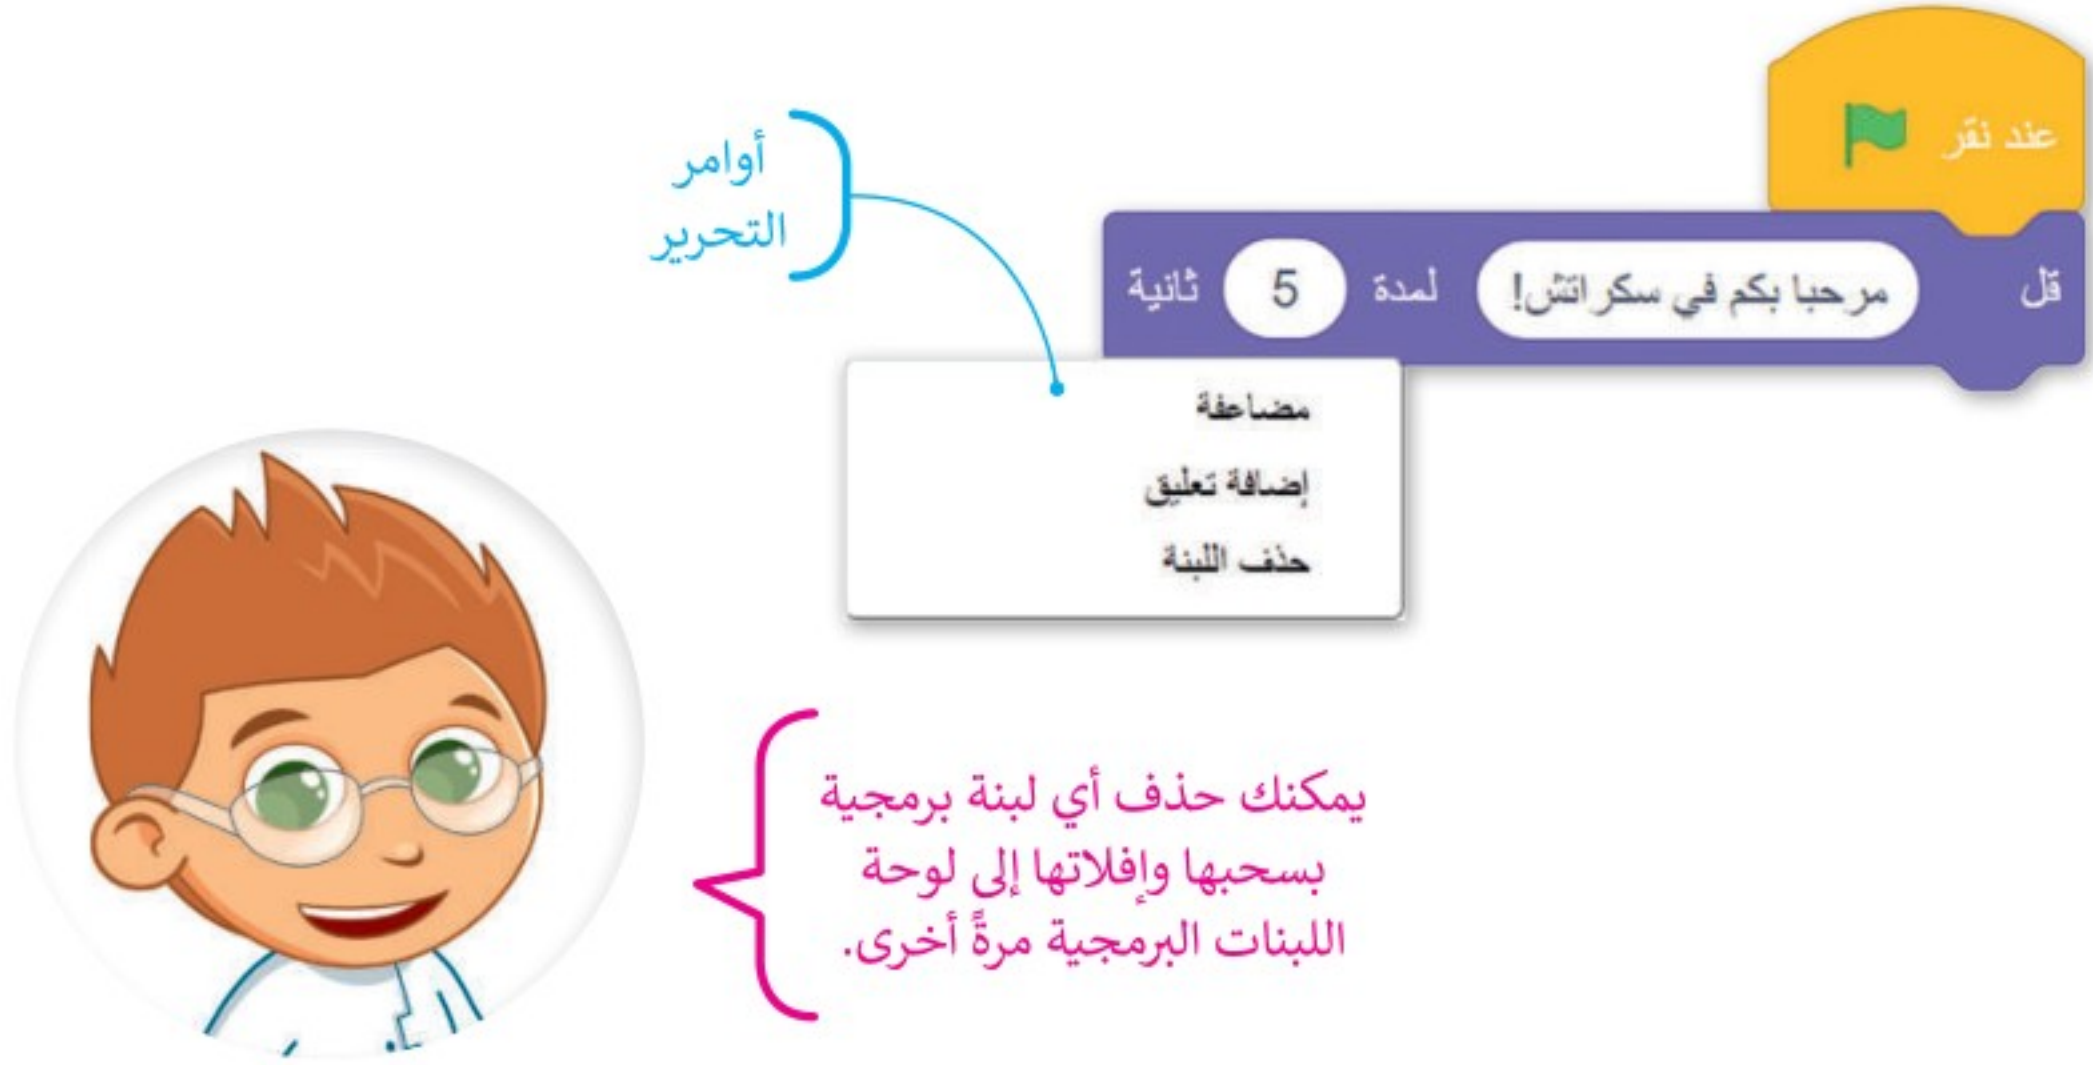 عند نقر
قل مرحبا بكم في سكراتش! لمدة 5 ثانية
أوامر
التحرير
مضاعفة
إضافة تعليق
حذف اللبنة
يمكنك حذف أي لبنة برمجية
بسحبها وإفلاتها إلى لوحة
اللبنات البرمجية مرةً أخرى.